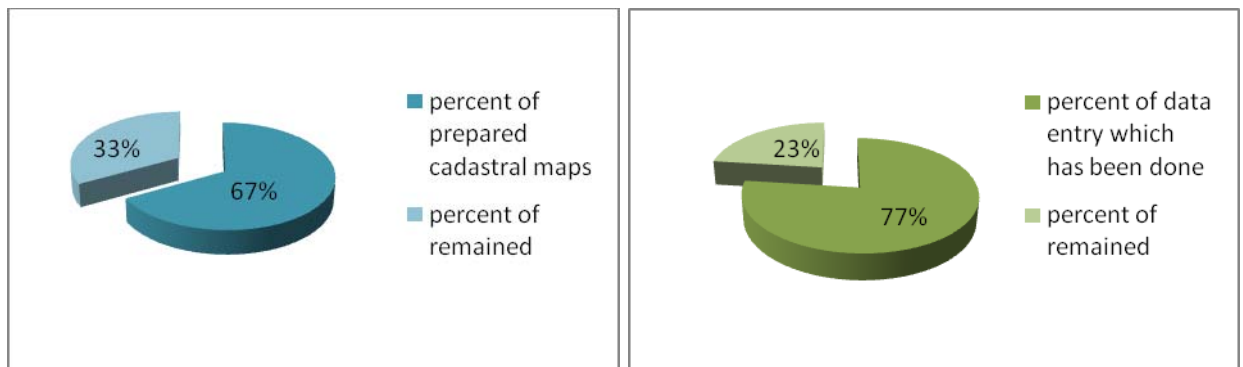 33%
67%
percent of
prepared
cadastral maps
percent of
remained
23%
77%
percent of data
entry which
has been done
percent of
remained